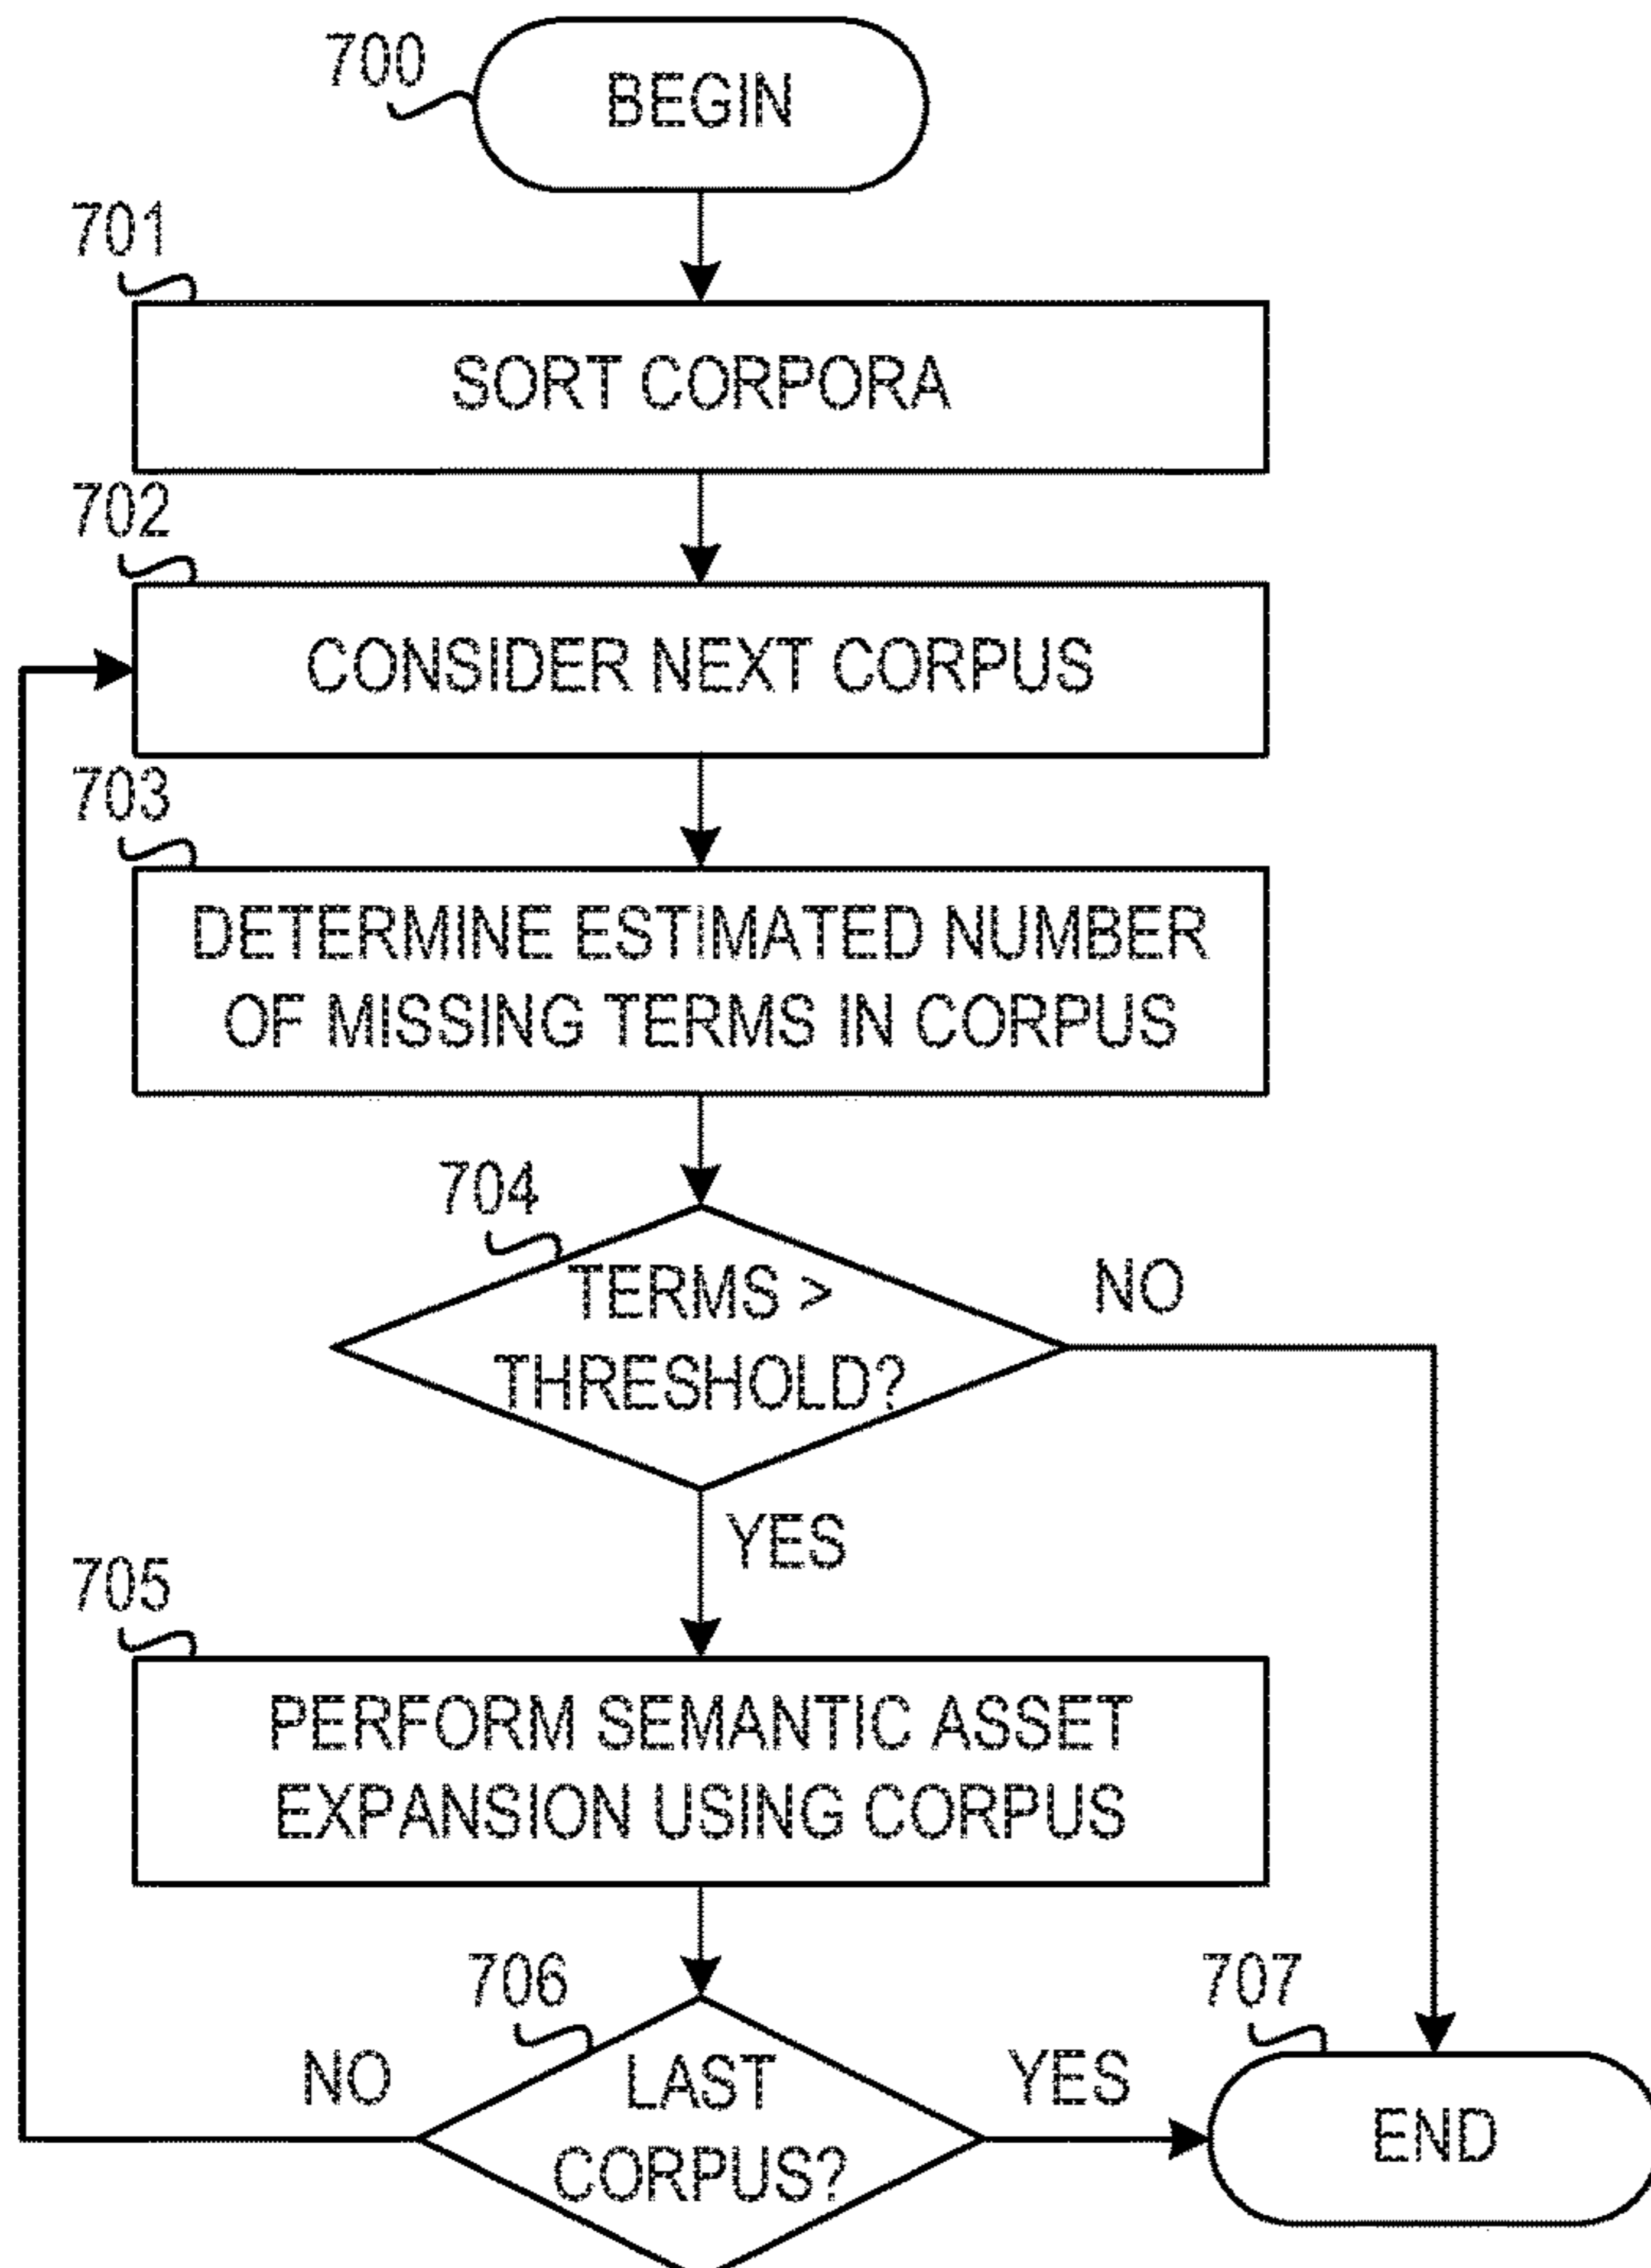 700
BEGIN
701
SORT CORPORA
702
CONSIDER NEXT CORPUS
703
DETERMINE ESTIMATED NUMBER
OF MISSING TERMS IN CORPUS
704
TERMS >
THRESHOLD?
NO
YES
705
PERFORM SEMANTIC ASSET
EXPANSION USING CORPUS
706
707
NO
LAST
CORPUS?
YES
END